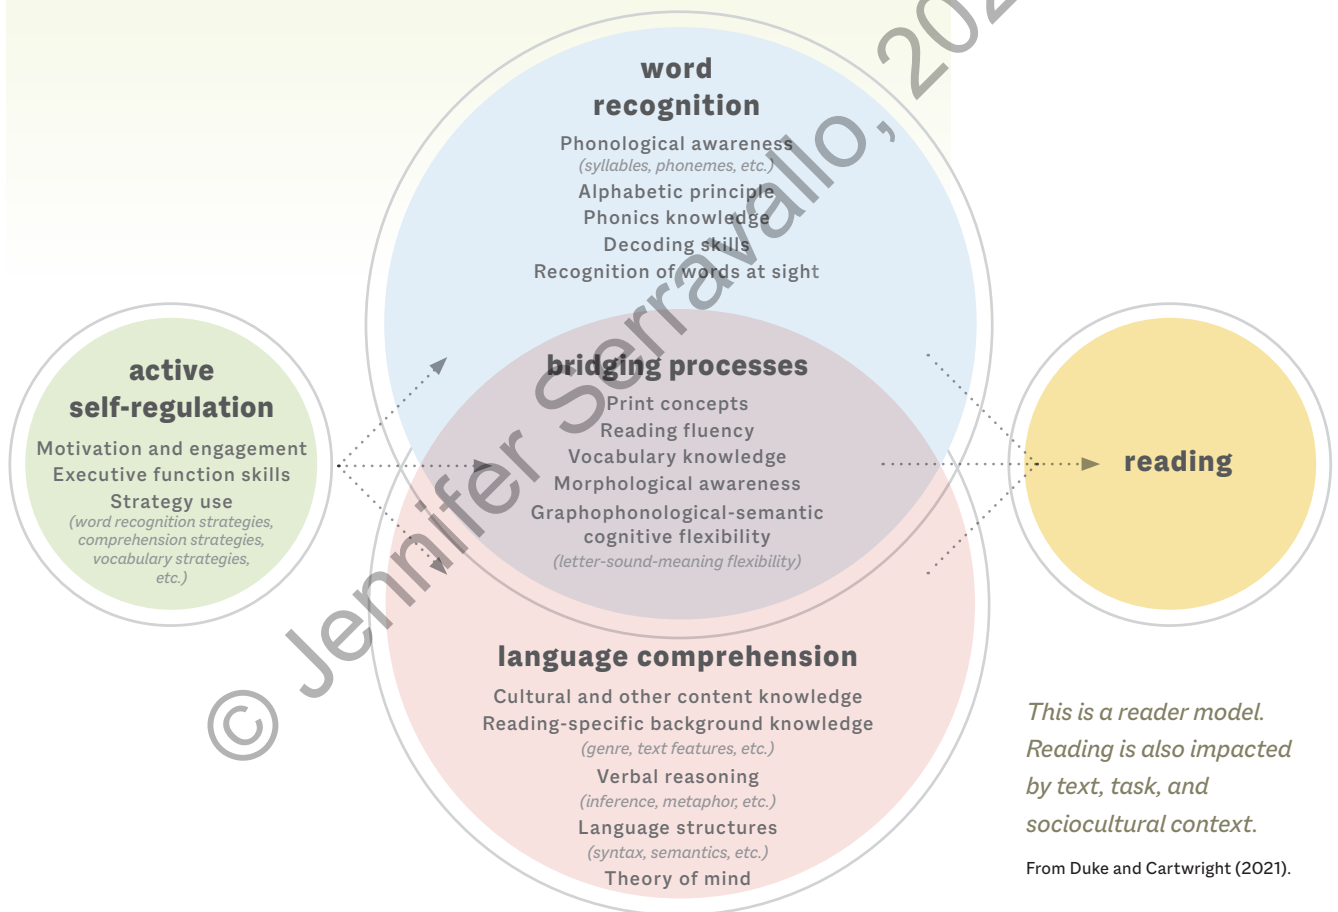 word
recognition
Phonological awareness
(syllables, phonemes, etc.)
Alphabetic principle
Phonics knowledge
Decoding skills
Recognition of words at sight
active
self-regulation
Motivation and engagement
Executive function skills
Strategy use
(word recognition strategies,
comprehension strategies,
vocabulary strategies,
etc.)
bridging processes
Print concepts
Reading fluency
Vocabulary knowledge
Morphological awareness
Graphophonological-semantic
cognitive flexibility
(letter-sound-meaning flexibility)
reading
language comprehension
Cultural and other content knowledge
Reading-specific background knowledge
(genre, text features, etc.)
Verbal reasoning
(inference, metaphor, etc.)
Language structures
(syntax, semantics, etc.)
Theory of mind
This is a reader model.
Reading is also impacted
by text, task, and
sociocultural context.
From Duke and Cartwright (2021).
© Jennifer Serravallo,